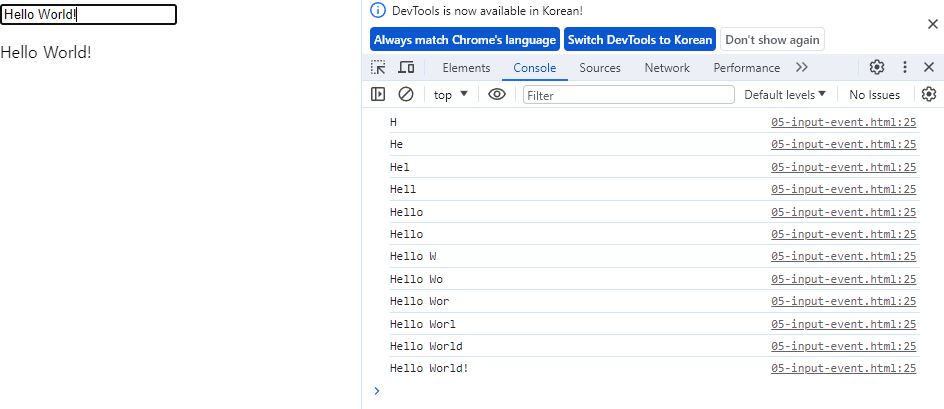 Hello World!
Hello World!
DevTools is now available in Korean!
Always match Chrome's language Switch DevTools to Korean Don't show again
Elements Console Sources Network Performance
top Filter Default levels No Issues
H 05-input-event.html:25
He 05-input-event.html:25
Hel 05-input-event.html:25
Hell 05-input-event.html:25
Hello 05-input-event.html:25
Hello 05-input-event.html:25
Hello W 05-input-event.html:25
Hello Wo 05-input-event.html:25
Hello Wor 05-input-event.html:25
Hello Worl 05-input-event.html:25
Hello World 05-input-event.html:25
Hello World! 05-input-event.html:25